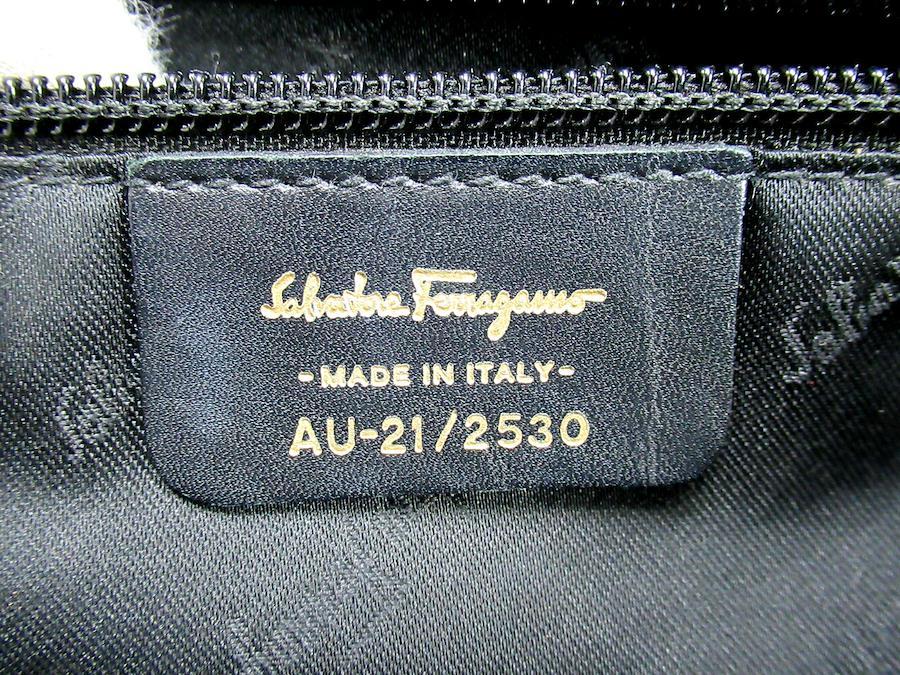 Salvatore Ferragamo
-MADE IN ITALY-
AU-21/2530